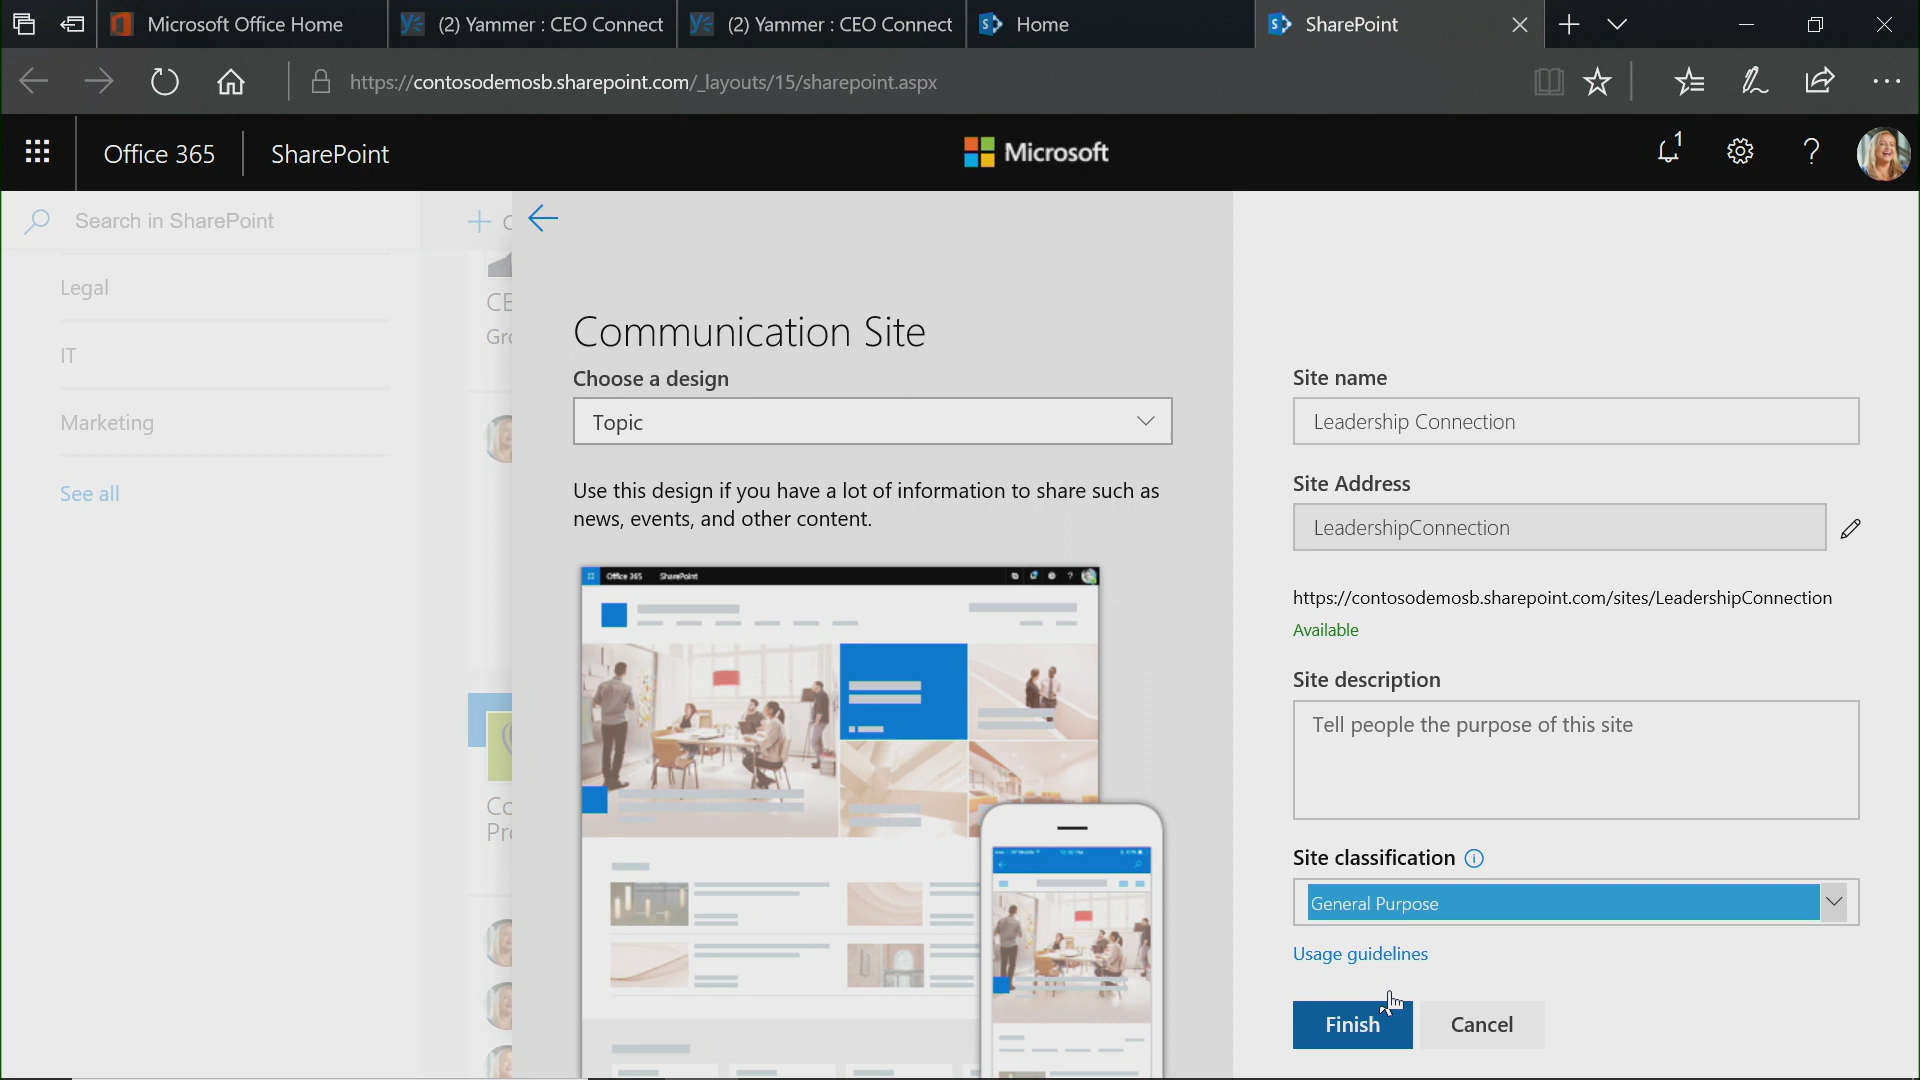 Microsoft Office Home
(2) Yammer : CEO Connect
(2) Yammer : CEO Connect
Home
SharePoint
https://contosodemosb.sharepoint.com/_layouts/15/sharepoint.aspx
Office 365
SharePoint
Microsoft
1
?
Search in SharePoint
Legal
IT
Marketing
See all
Communication Site
Choose a design
Topic
Use this design if you have a lot of information to share such as
news, events, and other content.
Office 365 SharePoint
?
Site name
Leadership Connection
Site Address
LeadershipConnection
https://contosodemosb.sharepoint.com/sites/LeadershipConnection
Available
Site description
Tell people the purpose of this site
Site classification
General Purpose
Usage guidelines
Finish
Cancel